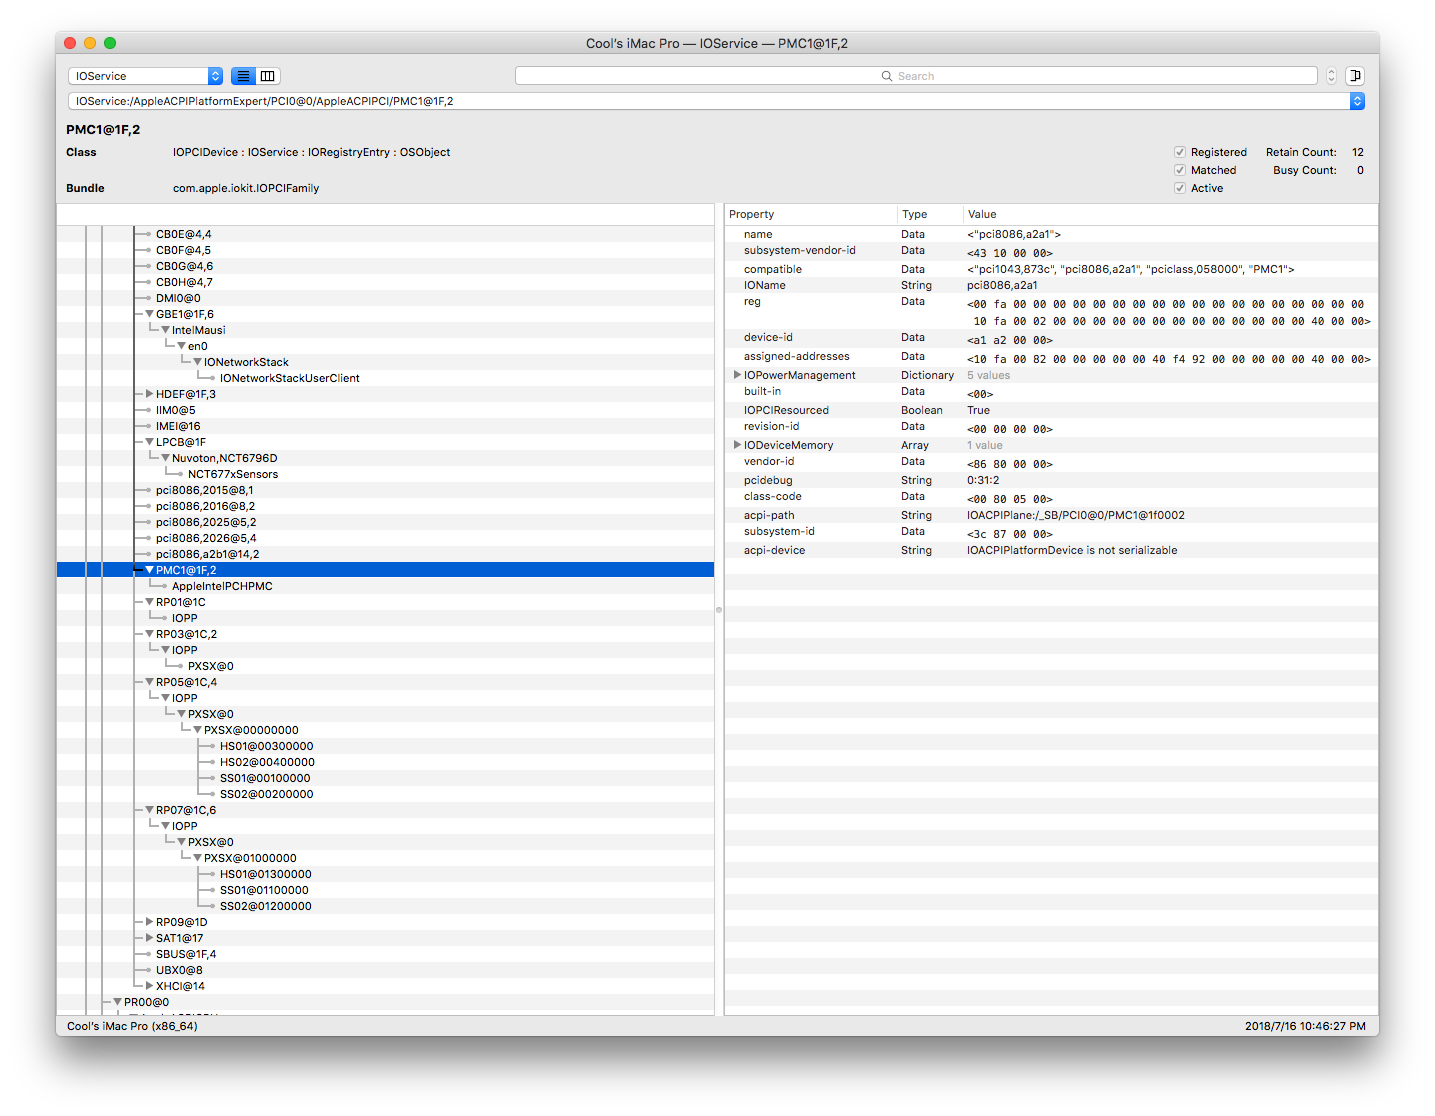 Cool's iMac Pro — IOService — PMC1@1F,2
IOService
Search
IOService:/AppleACPIPlatformExpert/PCI0@0/AppleACPIPCI/PMC1@1F,2
PMC1@1F,2
Class IOPCIDevice : IOService : IORegistryEntry : OSObject
Bundle com.apple.iokit.IOPCIFamily
Registered Retain Count: 12
Matched Busy Count: 0
Active
CB0E@4,4
CB0F@4,5
CB0G@4,6
CB0H@4,7
DMI0@0
GBE1@1F,6
IntelMausi
en0
IONetworkStack
IONetworkStackUserClient
HDEF@1F,3
IIM0@5
IMEI@16
LPCB@1F
Nuvoton,NCT6796D
NCT677xSensors
pci8086,2015@8,1
pci8086,2016@8,2
pci8086,2025@5,2
pci8086,2026@5,4
pci8086,a2b1@14,2
PMC1@1F,2
AppleIntelPCHPMC
RP01@1C
IOPP
RP03@1C,2
IOPP
PXSX@0
RP05@1C,4
IOPP
PXSX@0
PXSX@00000000
HS01@00300000
HS02@00400000
SS01@00100000
SS02@00200000
RP07@1C,6
IOPP
PXSX@0
PXSX@01000000
HS01@01300000
SS01@01100000
SS02@01200000
RP09@1D
SAT1@17
SBUS@1F,4
UBX0@8
XHCI@14
PR00@0
Property Type Value
name Data <"pci8086,a2a1">
subsystem-vendor-id Data <43 10 00 00>
compatible Data <"pci1043,873c", "pci8086,a2a1", "pciclass,058000", "PMC1">
IOName String pci8086,a2a1
reg Data <00 fa 00 00 00 00 00 00 00 00 00 00 00 00 00 00 00 00 00 00
10 fa 00 02 00 00 00 00 00 00 00 00 00 00 00 00 00 40 00 00>
device-id Data <a1 a2 00 00>
assigned-addresses Data <10 fa 00 82 00 00 00 00 00 40 f4 92 00 00 00 00 00 40 00 00>
IOPowerManagement Dictionary 5 values
built-in Data <00>
IOPCIResourced Boolean True
revision-id Data <00 00 00 00>
IODeviceMemory Array 1 value
vendor-id Data <86 80 00 00>
pcidebug String 0:31:2
class-code Data <00 80 05 00>
acpi-path String IOACPIPlane:/_SB/PCI0@0/PMC1@1f0002
subsystem-id Data <3c 87 00 00>
acpi-device String IOACPIPlatformDevice is not serializable
Cool's iMac Pro (x86_64)
2018/7/16 10:46:27 PM